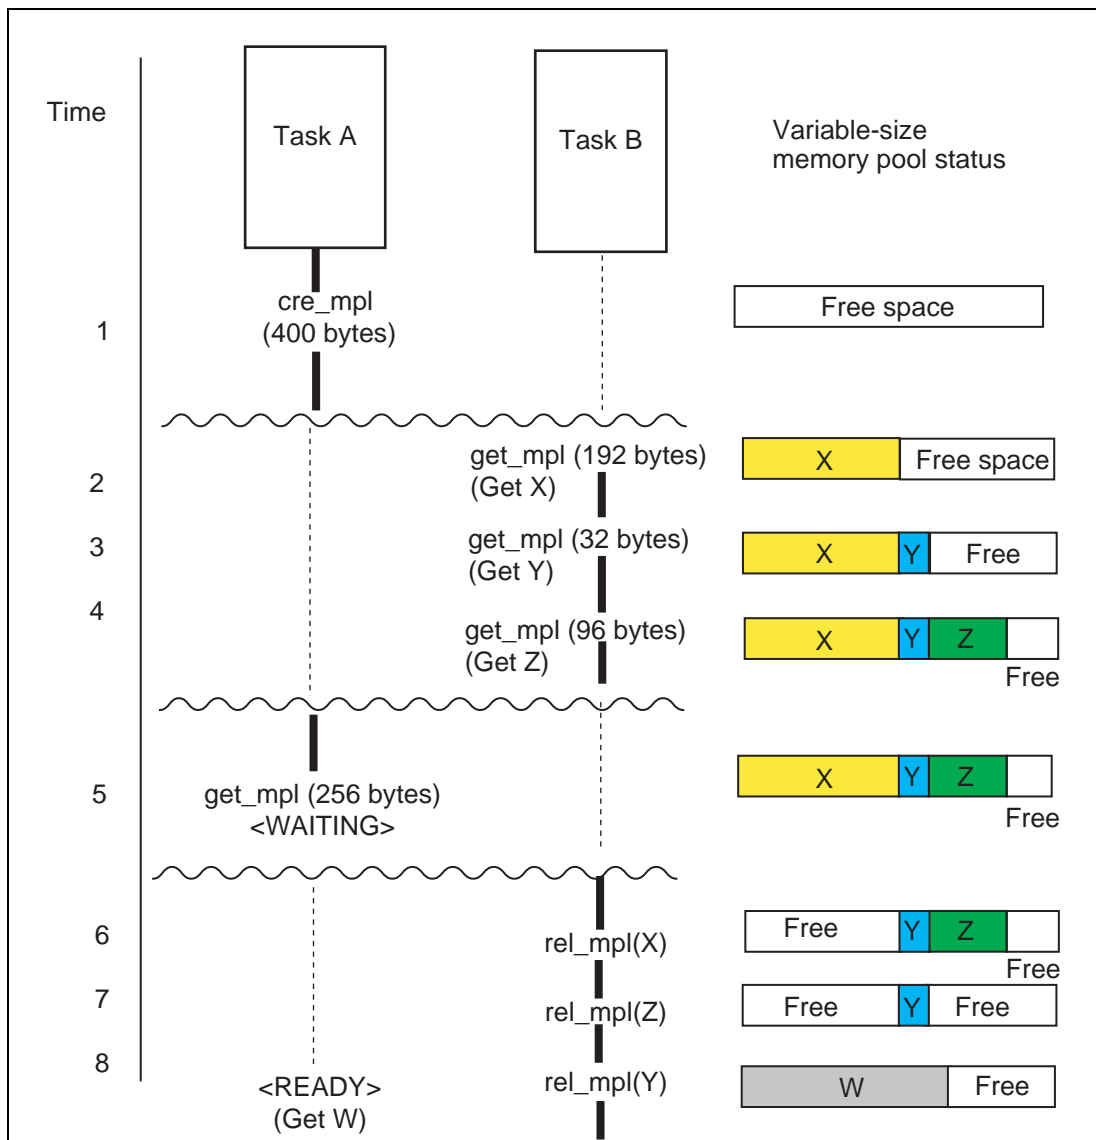 Time
Task A
Task B
Variable-size
memory pool status
cre_mpl
(400 bytes)
1
Free space
get_mpl (192 bytes)
(Get X)
2
X
Free space
get_mpl (32 bytes)
(Get Y)
3
X
Y
Free
4
get_mpl (96 bytes)
(Get Z)
X
Y
Z
Free
5
get_mpl (256 bytes)
<WAITING>
X
Y
Z
Free
6
rel_mpl(X)
Free
Y
Z
Free
7
rel_mpl(Z)
Free
Y
Free
8
<READY>
(Get W)
rel_mpl(Y)
W
Free